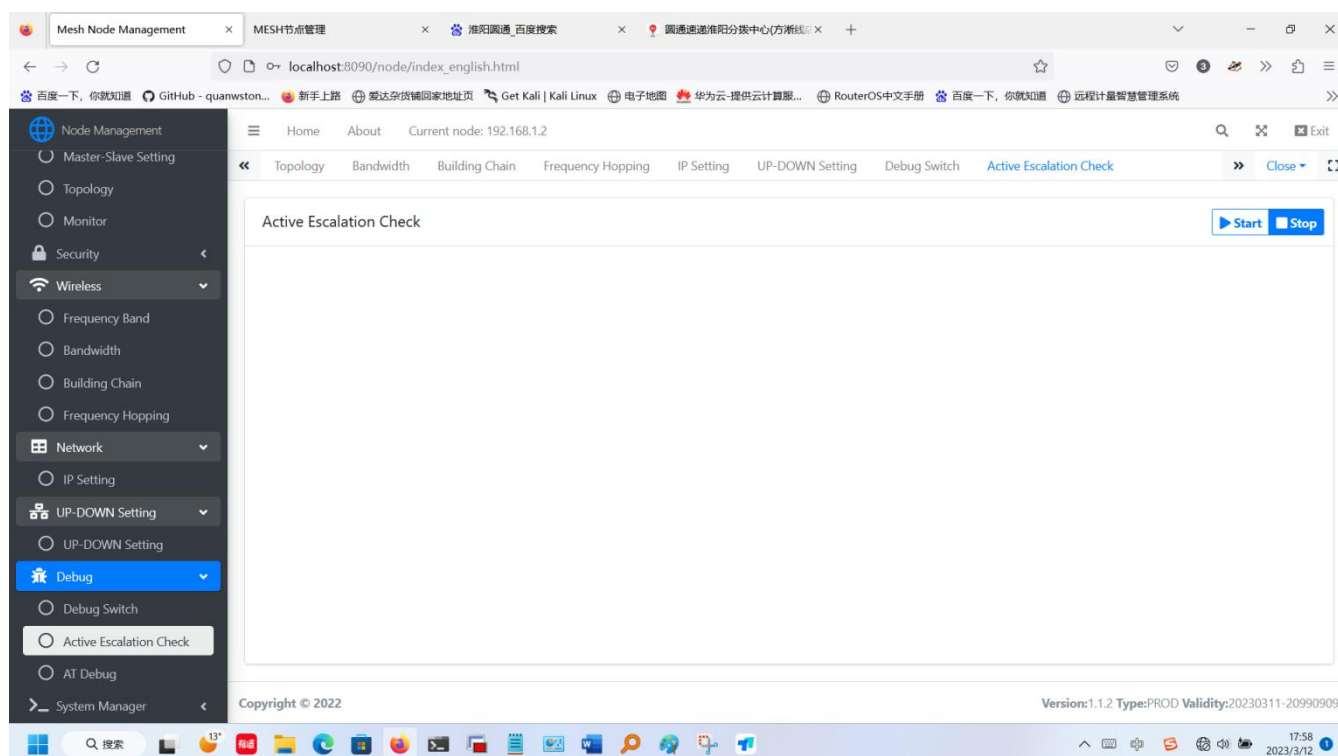 Mesh Node Management
MESH节点管理
淮阳圆通_百度搜索
圆通速递淮阳分拨中心(方淅线
localhost:8090/node/index_english.html
3
百度一下，你就知道
GitHub - quanwston...
新手上路
爱达杂货铺回家地址页
Get Kali | Kali Linux
电子地图
华为云-提供云计算服...
RouterOS中文手册
百度一下，你就知道
远程计量智慧管理系统
Node Management
Home
About
Current node: 192.168.1.2
Exit
Master-Slave Setting
Topology
Bandwidth
Building Chain
Frequency Hopping
IP Setting
UP-DOWN Setting
Debug Switch
Active Escalation Check
Close
Topology
Monitor
Security
Wireless
Frequency Band
Bandwidth
Building Chain
Frequency Hopping
Network
IP Setting
UP-DOWN Setting
UP-DOWN Setting
Debug
Debug Switch
Active Escalation Check
AT Debug
System Manager
Active Escalation Check
Start
Stop
Copyright © 2022
Version:1.1.2 Type:PROD Validity:20230311-20990909
搜索
13°
有道
中
17:58
2023/3/12
1